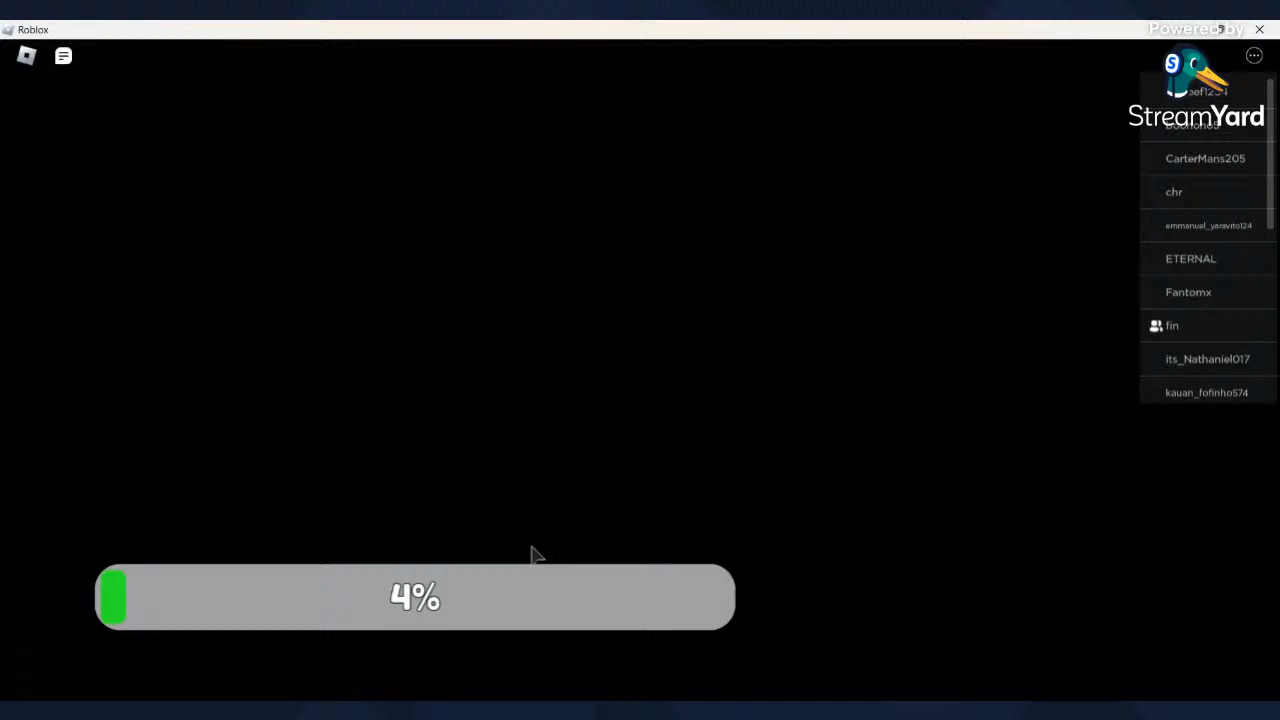 Roblox
Powered by
StreamYard
CarterMans205
chr
emmanuel_yaravito124
ETERNAL
Fantomx
fin
its_Nathaniel017
kauan_fofinho574
4%